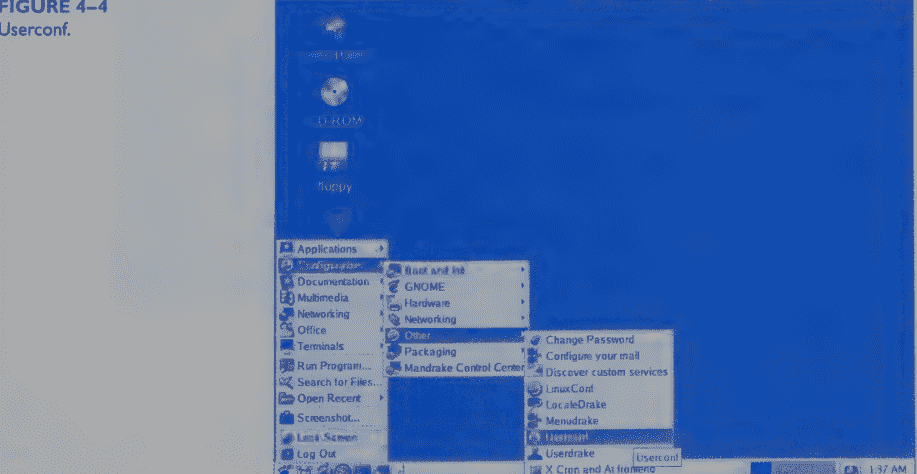 FIGURE 4–4
Userconf.
CD-ROM
floppy
Applications
Configuration
Documentation
Multimedia
Networking
Office
Terminals
Run Program...
Search for Files...
Open Recent
Screenshot...
Lock Screen
Log Out
Boot and Init
GNOME
Hardware
Networking
Other
Packaging
Mandrake Control Center
Change Password
Configure your mail
Discover custom services
LinuxConf
LocaleDrake
Menudrake
Userconf
Userdrake
X Cron and At frontend
Userconf
1:37 AM